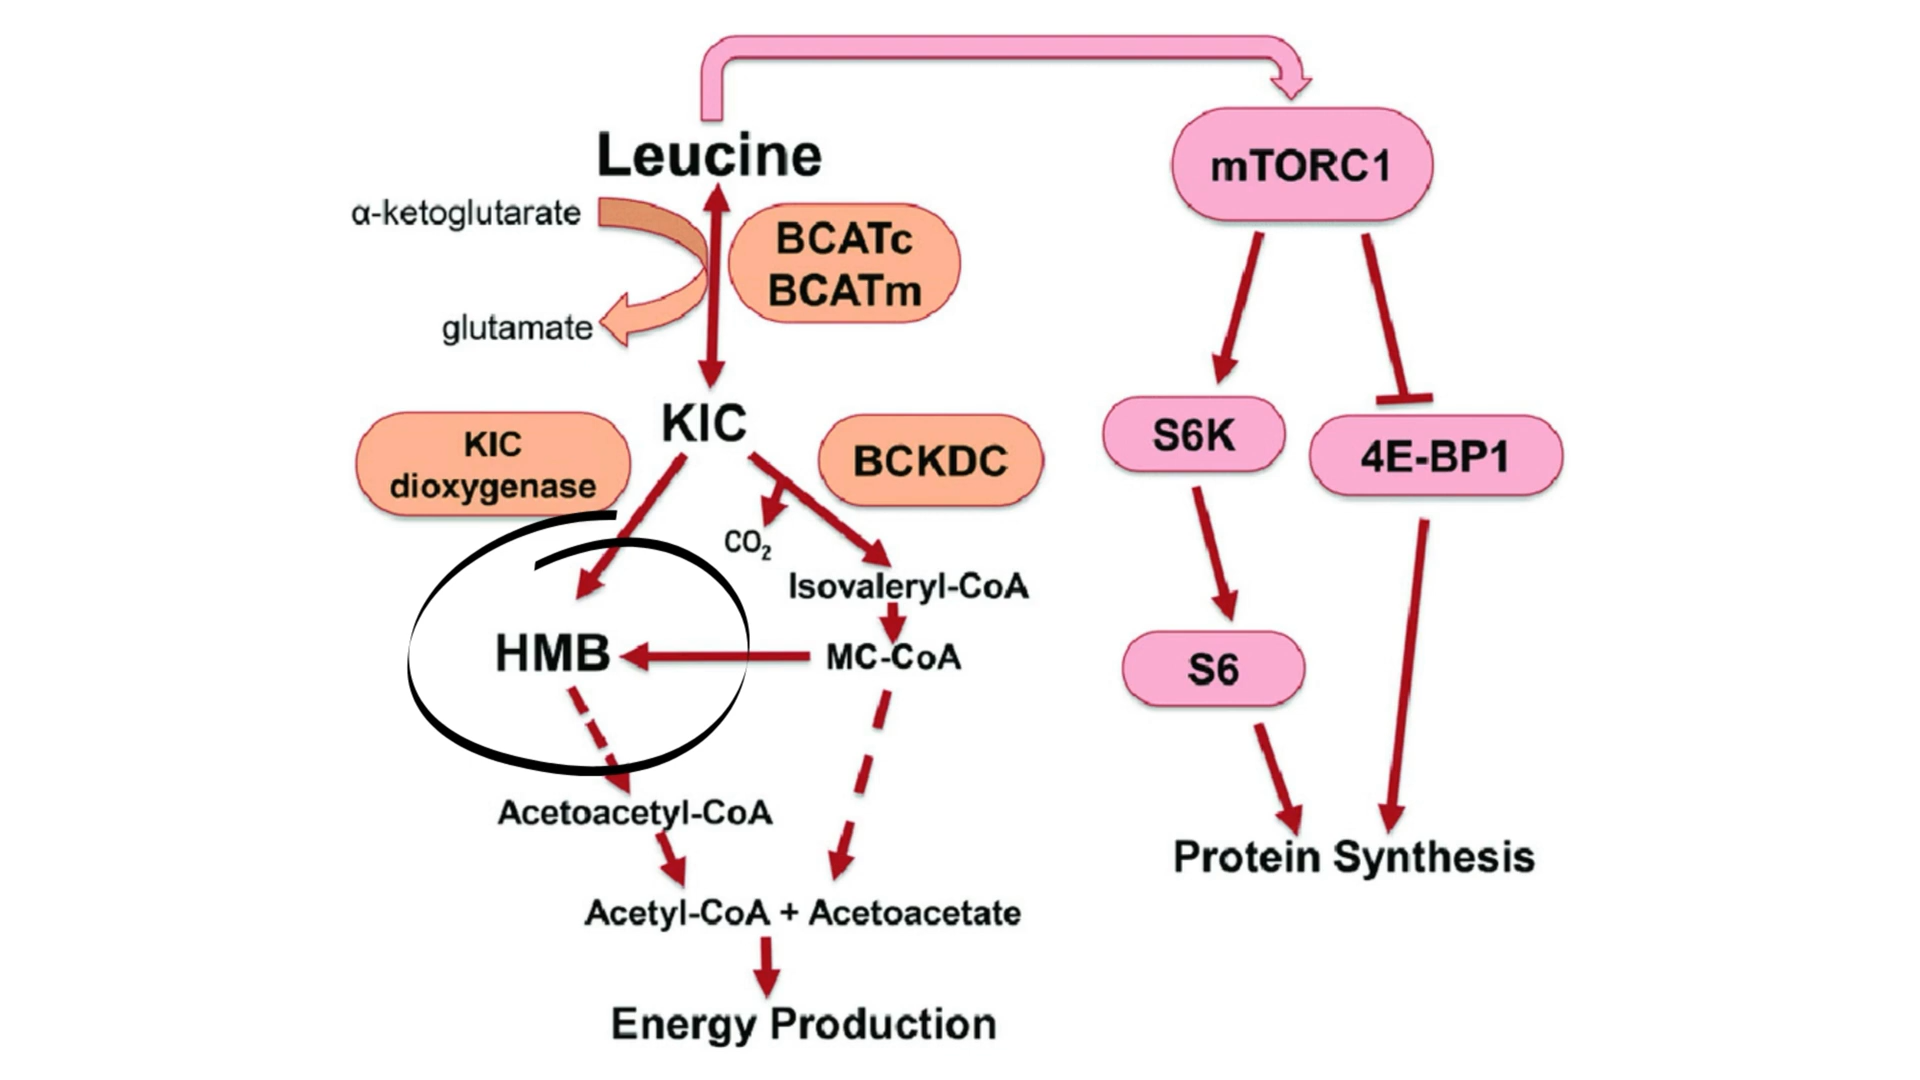 Leucine
mTORC1
α-ketoglutarate
BCATc
BCATm
glutamate
KIC
KIC
dioxygenase
BCKDC
S6K
4E-BP1
CO₂
Isovaleryl-CoA
HMB
MC-CoA
S6
Acetoacetyl-CoA
Protein Synthesis
Acetyl-CoA + Acetoacetate
Energy Production